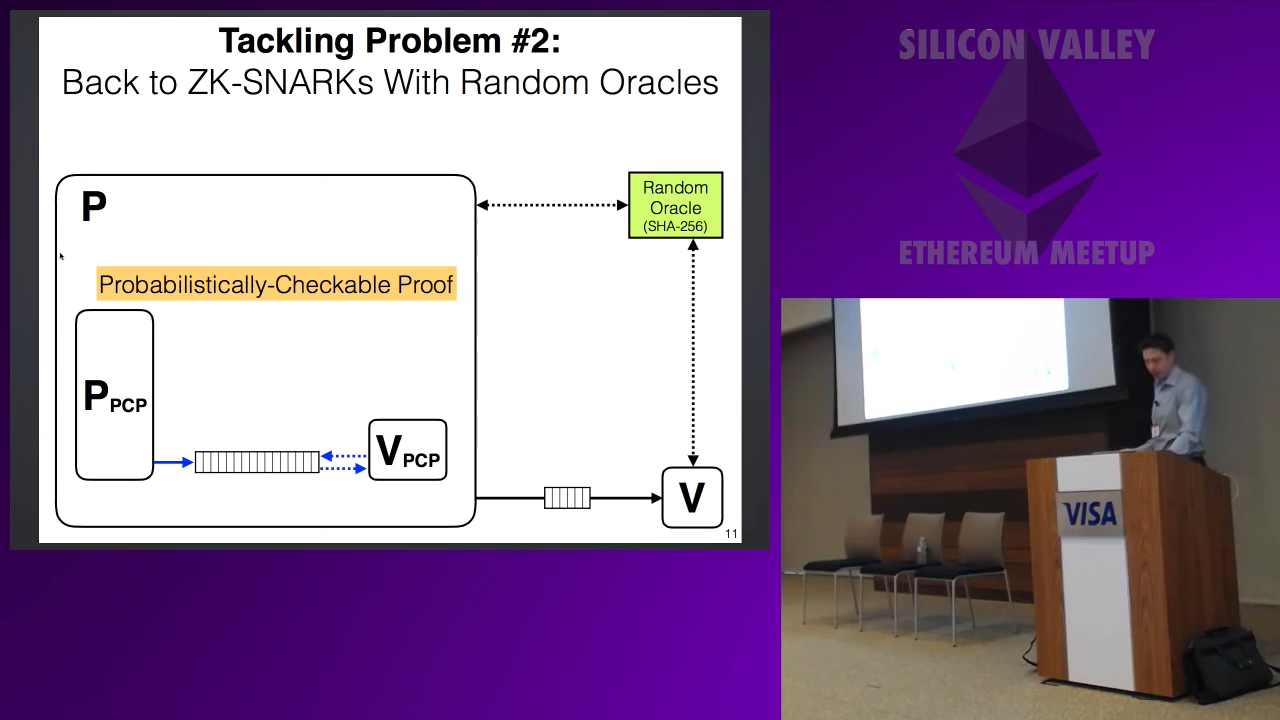 Tackling Problem #2:
Back to ZK-SNARKs With Random Oracles
P
Random
Oracle
(SHA-256)
Probabilistically-Checkable Proof
PPCP
VPCP
V
11
SILICON VALLEY
ETHEREUM MEETUP
VISA